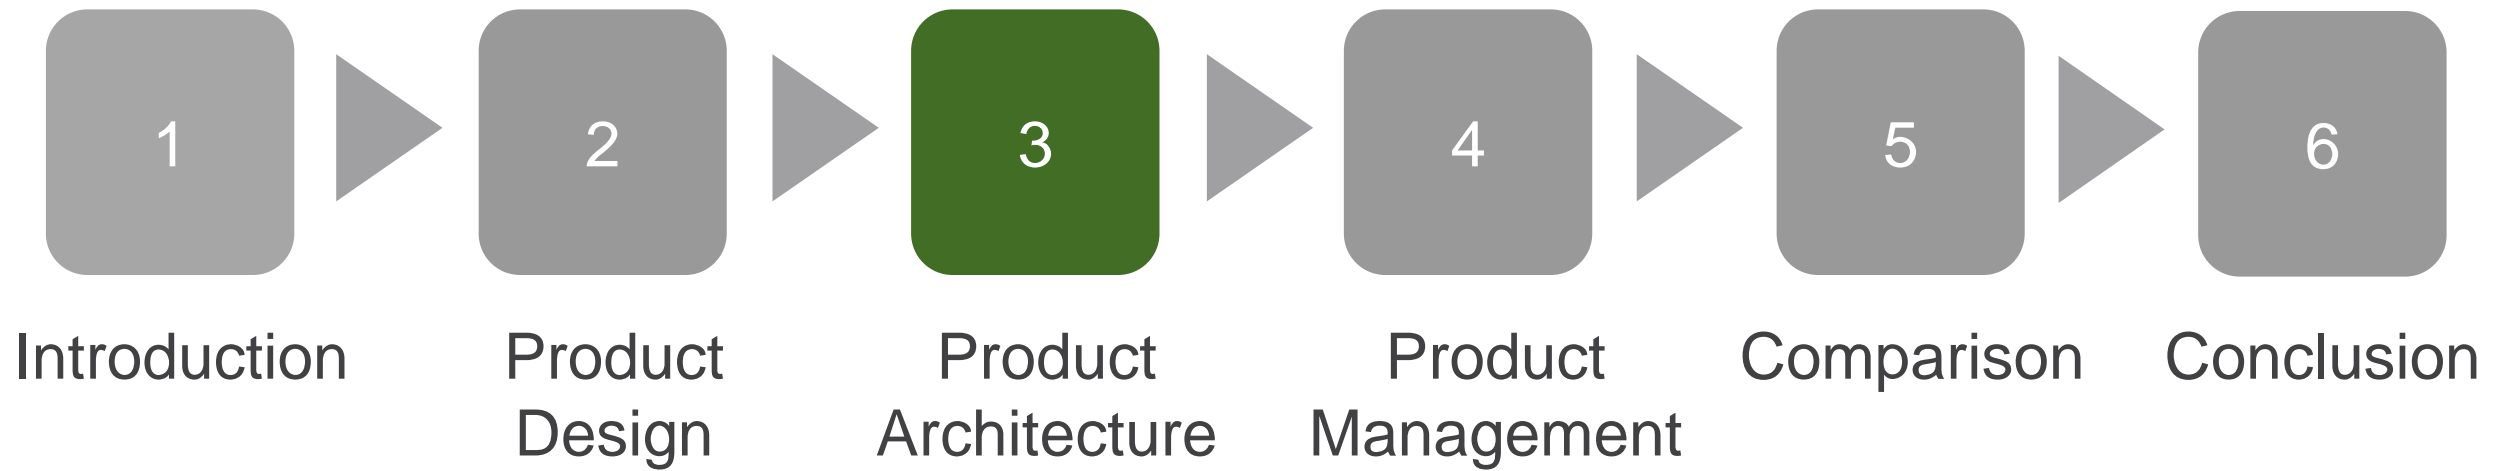 1
2
3
4
5
6
Introduction
Product
Design
Product
Architecture
Product
Management
Comparison
Conclusion